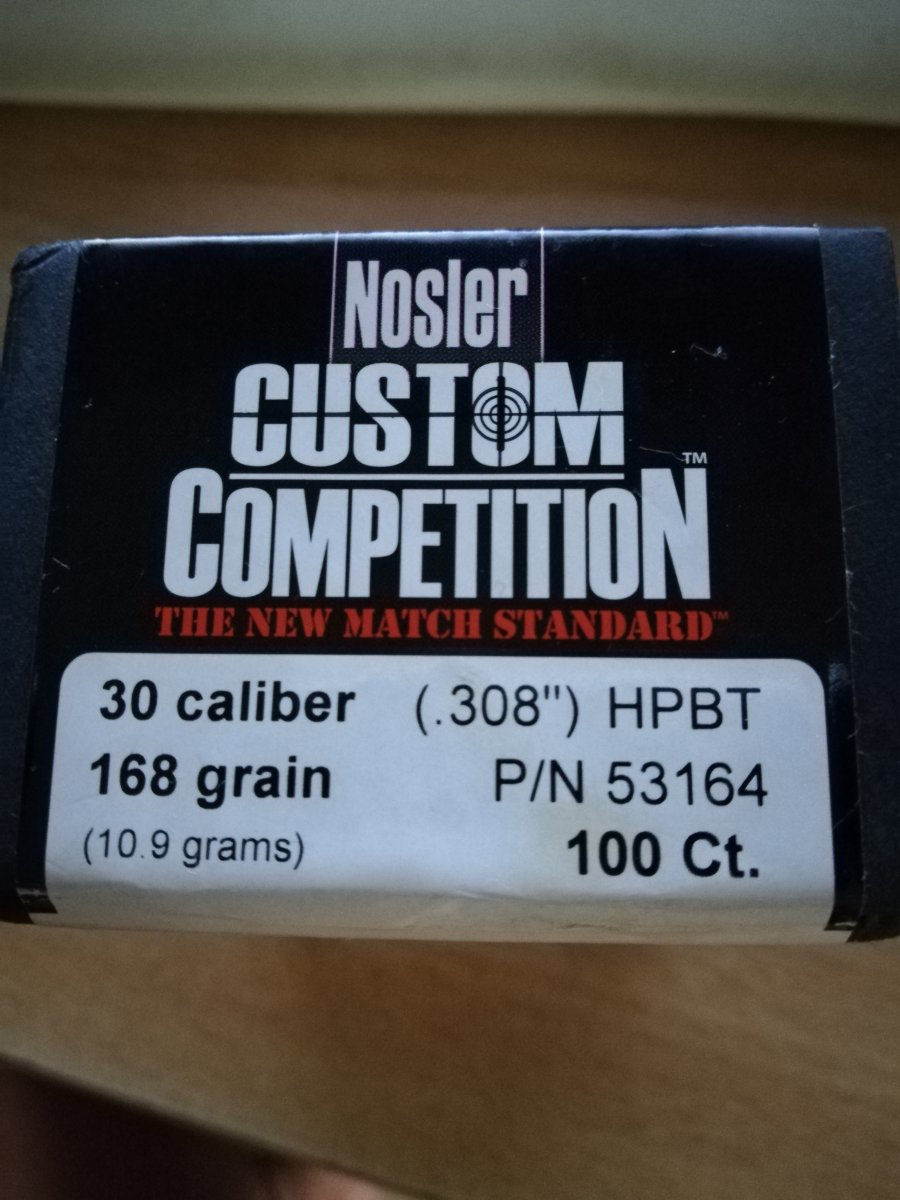 Nosler®
CUSTOM
COMPETITION™
THE NEW MATCH STANDARD™
30 caliber (.308") HPBT
168 grain P/N 53164
(10.9 grams) 100 Ct.